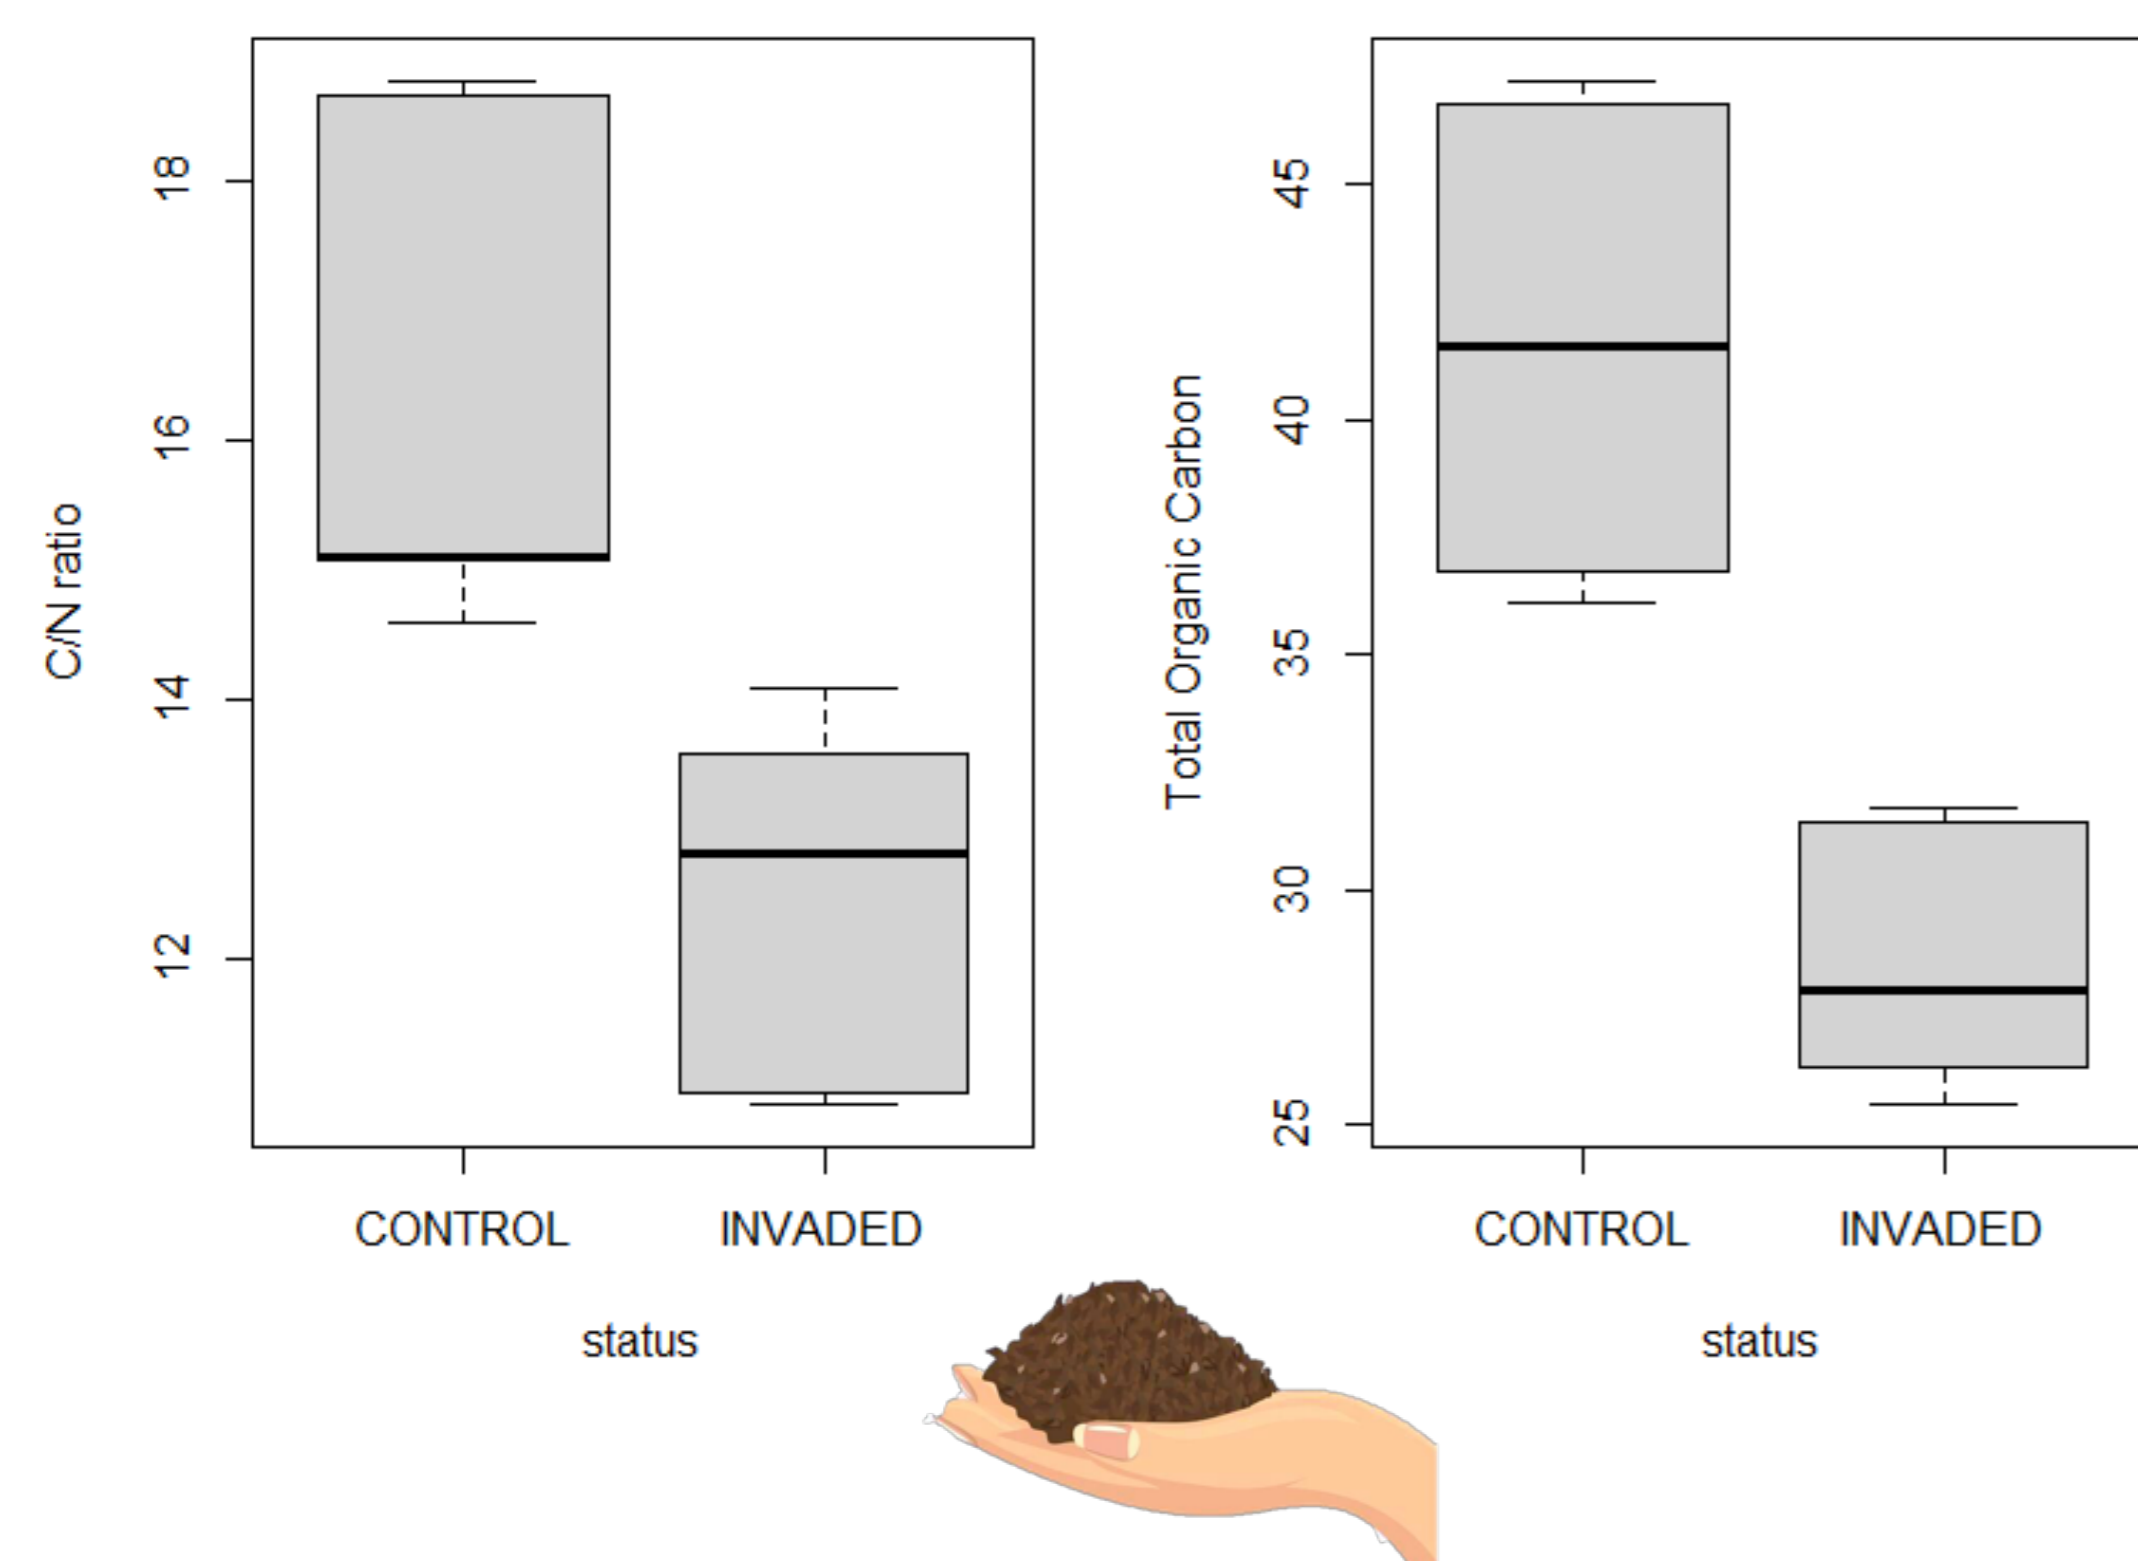 C/N ratio
18
16
14
12
CONTROL INVADED
status
Total Organic Carbon
45
40
35
30
25
CONTROL INVADED
status